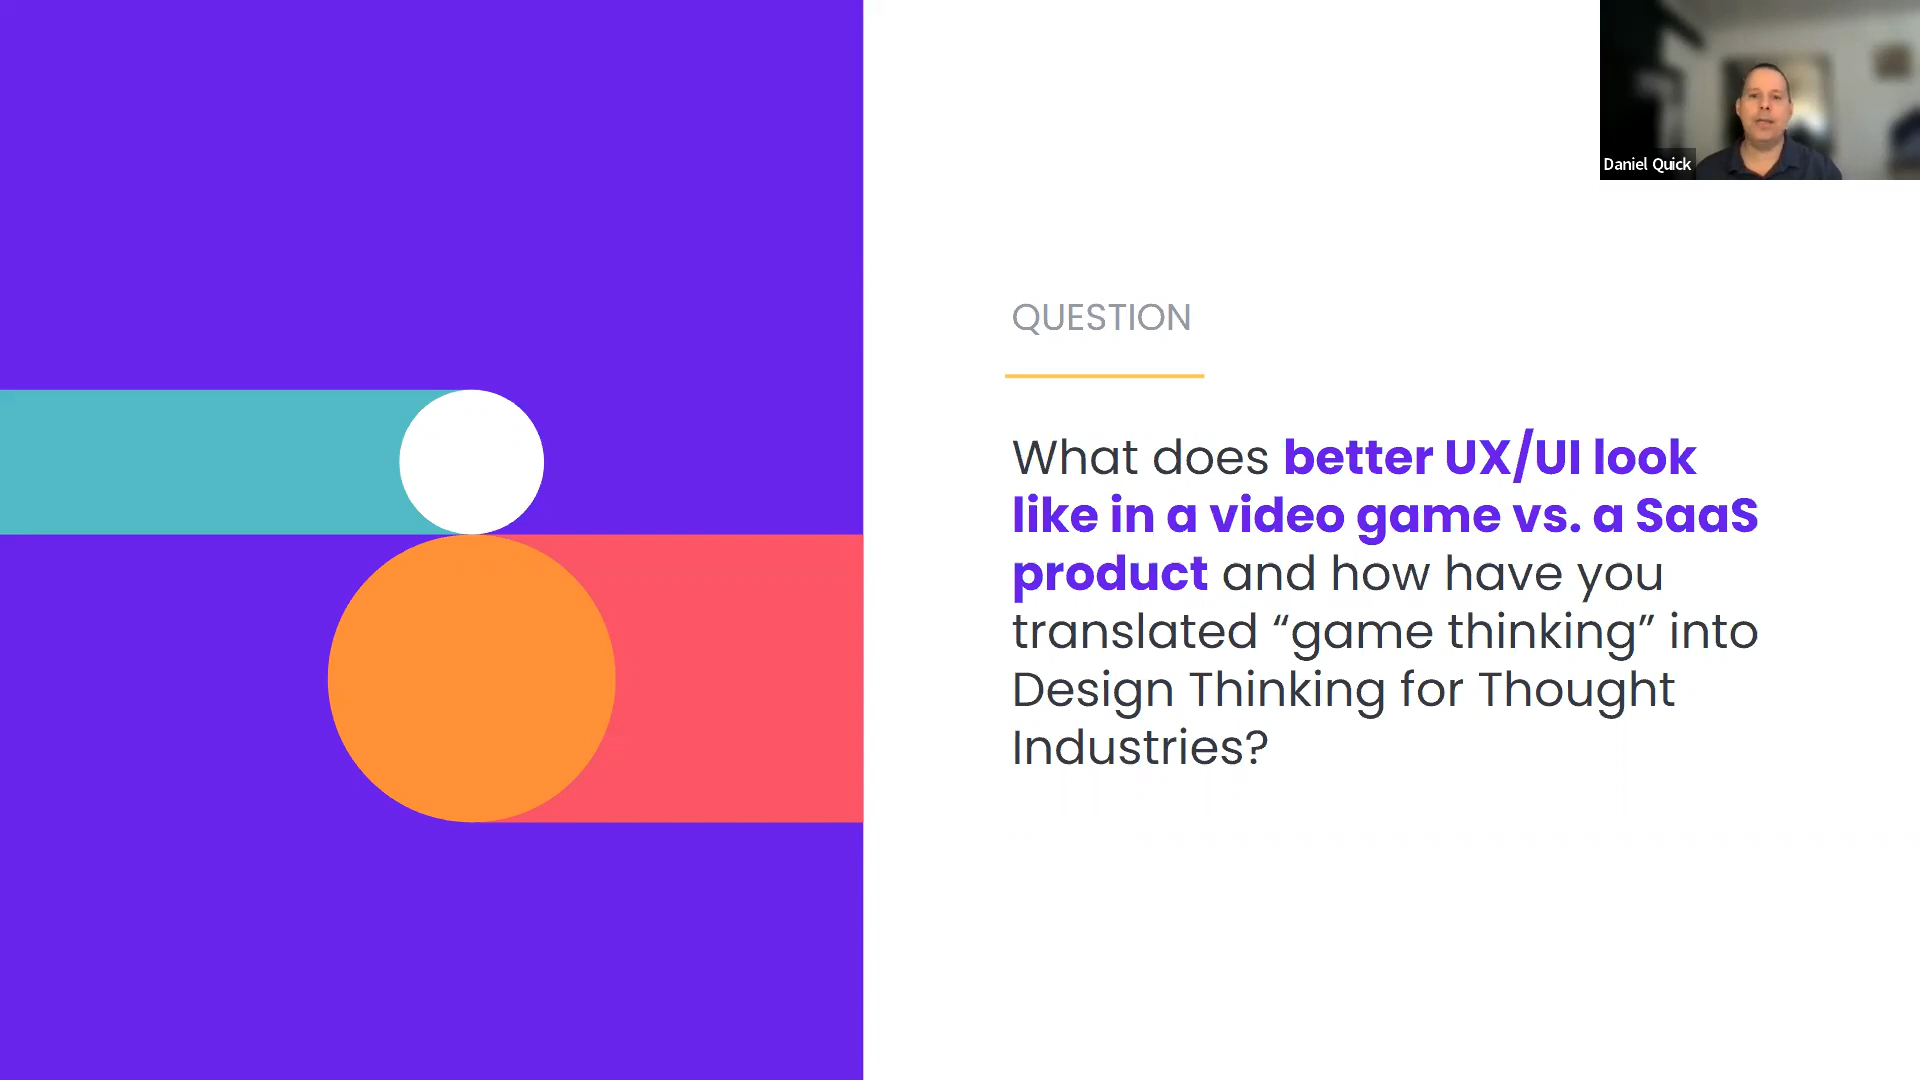 Daniel Quick
QUESTION
What does better UX/UI look
like in a video game vs. a SaaS
product and how have you
translated “game thinking” into
Design Thinking for Thought
Industries?